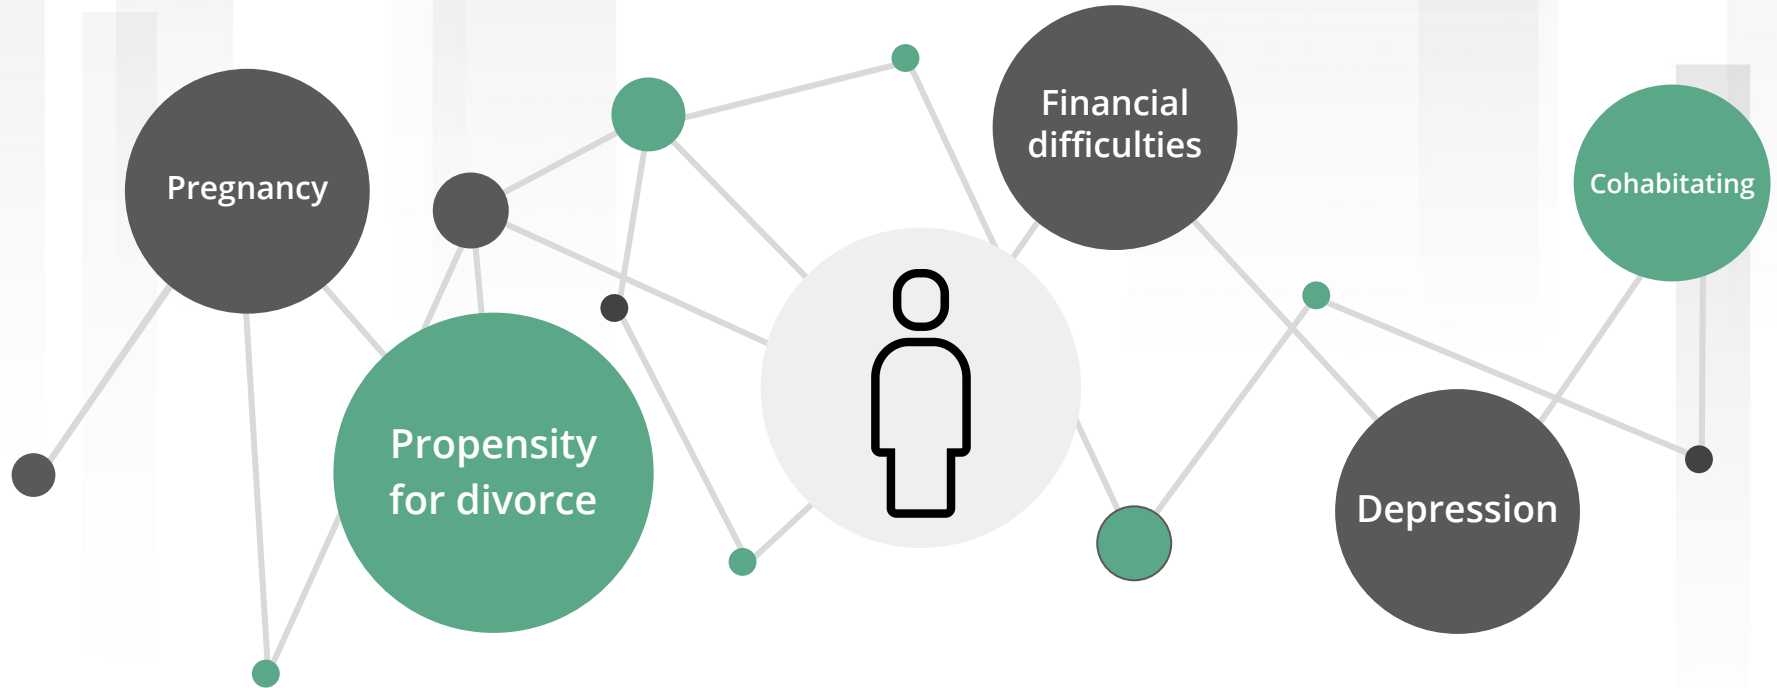 Pregnancy
Propensity
for divorce
Financial
difficulties
Depression
Cohabitating